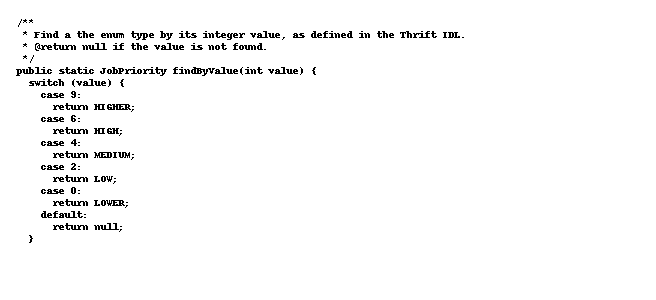 /**
 * Find a the enum type by its integer value, as defined in the Thrift IDL.
 * @return null if the value is not found.
 */
public static JobPriority findByValue(int value) {
  switch (value) {
    case 9:
      return HIGHER;
    case 6:
      return HIGH;
    case 4:
      return MEDIUM;
    case 2:
      return LOW;
    case 0:
      return LOWER;
    default:
      return null;
  }